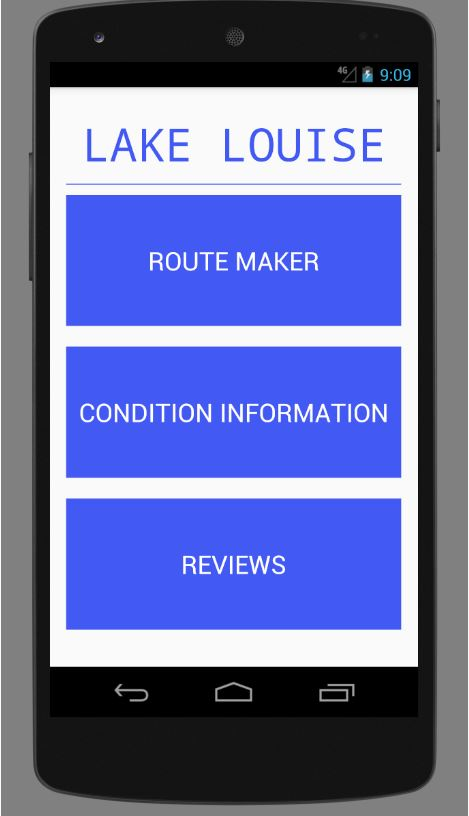 4G 9:09
LAKE LOUISE
ROUTE MAKER
CONDITION INFORMATION
REVIEWS